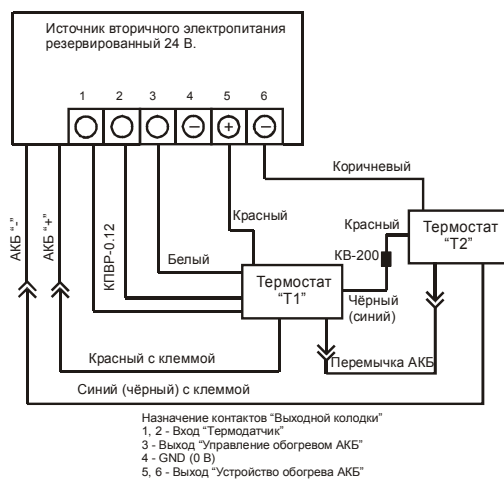 Источник вторичного электропитания
резервированный 24 В.
1 2 3 4 5 6
− + −
Коричневый
АКБ “-”
АКБ “+”
КПВР-0.12
Красный
Красный
Термостат
“Т2”
КВ-200
Белый
Термостат
“Т1”
Чёрный
(синий)
Красный с клеммой
Перемычка АКБ
Синий (чёрный) с клеммой
Назначение контактов “Выходной колодки”
1, 2 - Вход “Термодатчик”
3 - Выход “Управление обогревом АКБ”
4 - GND (0 В)
5, 6 - Выход “Устройство обогрева АКБ”